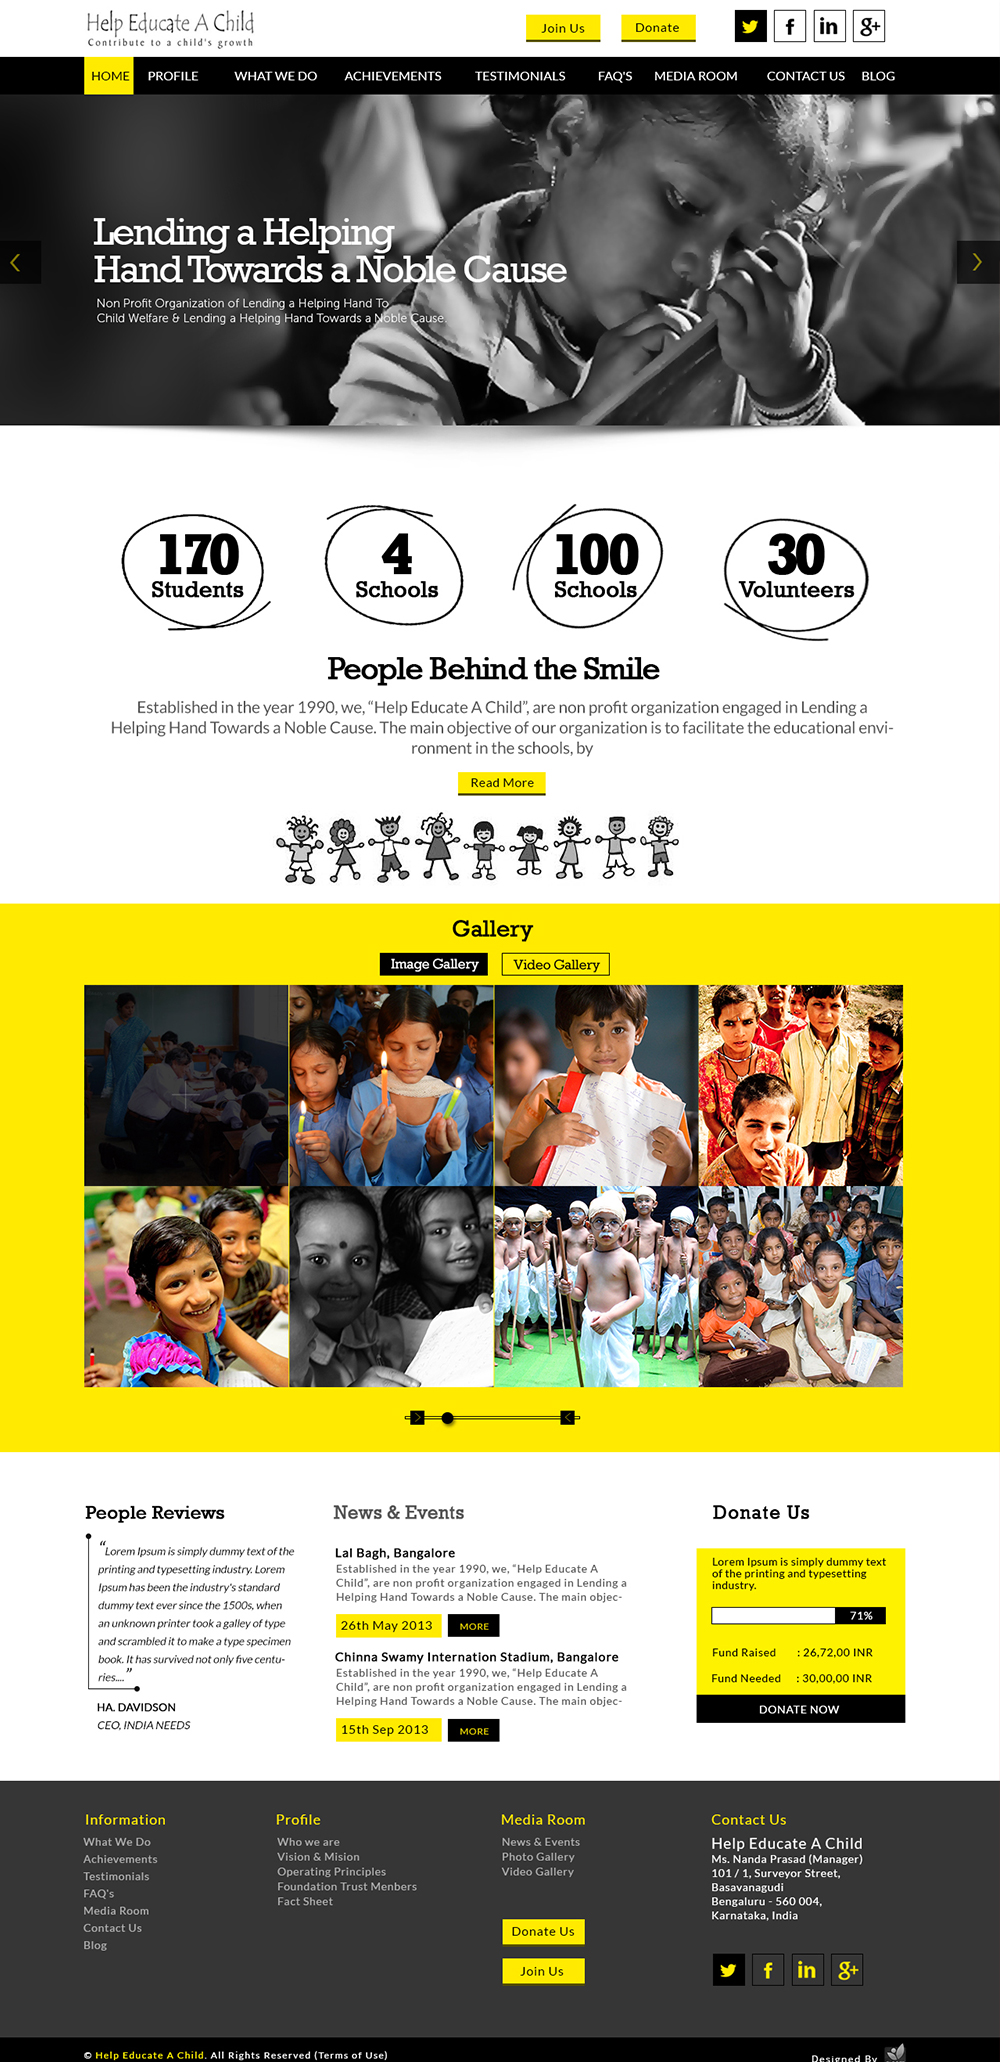 Help Educate A Child
Contribute to a child's growth
Join Us
Donate
HOME PROFILE WHAT WE DO ACHIEVEMENTS TESTIMONIALS FAQ'S MEDIA ROOM CONTACT US BLOG
Lending a Helping
Hand Towards a Noble Cause
Non Profit Organization of Lending a Helping Hand To
Child Welfare & Lending a Helping Hand Towards a Noble Cause.
170
Students
4
Schools
100
Schools
30
Volunteers
People Behind the Smile
Established in the year 1990, we, “Help Educate A Child”, are non profit organization engaged in Lending a
Helping Hand Towards a Noble Cause. The main objective of our organization is to facilitate the educational envi-
ronment in the schools, by
Read More
Gallery
Image Gallery
Video Gallery
People Reviews
“Lorem Ipsum is simply dummy text of the
printing and typesetting industry. Lorem
Ipsum has been the industry's standard
dummy text ever since the 1500s, when
an unknown printer took a galley of type
and scrambled it to make a type specimen
book. It has survived not only five centu-
ries....”
HA. DAVIDSON
CEO, INDIA NEEDS
News & Events
Lal Bagh, Bangalore
Established in the year 1990, we, “Help Educate A
Child”, are non profit organization engaged in Lending a
Helping Hand Towards a Noble Cause. The main objec-
26th May 2013
MORE
Chinna Swamy Internation Stadium, Bangalore
Established in the year 1990, we, “Help Educate A
Child”, are non profit organization engaged in Lending a
Helping Hand Towards a Noble Cause. The main objec-
15th Sep 2013
MORE
Donate Us
Lorem Ipsum is simply dummy text
of the printing and typesetting
industry.
71%
Fund Raised : 26,72,00 INR
Fund Needed : 30,00,00 INR
DONATE NOW
Information
What We Do
Achievements
Testimonials
FAQ's
Media Room
Contact Us
Blog
Profile
Who we are
Vision & Mision
Operating Principles
Foundation Trust Menbers
Fact Sheet
Media Room
News & Events
Photo Gallery
Video Gallery
Donate Us
Join Us
Contact Us
Help Educate A Child
Ms. Nanda Prasad (Manager)
101 / 1, Surveyor Street,
Basavanagudi
Bengaluru - 560 004,
Karnataka, India
© Help Educate A Child. All Rights Reserved (Terms of Use)
Designed By